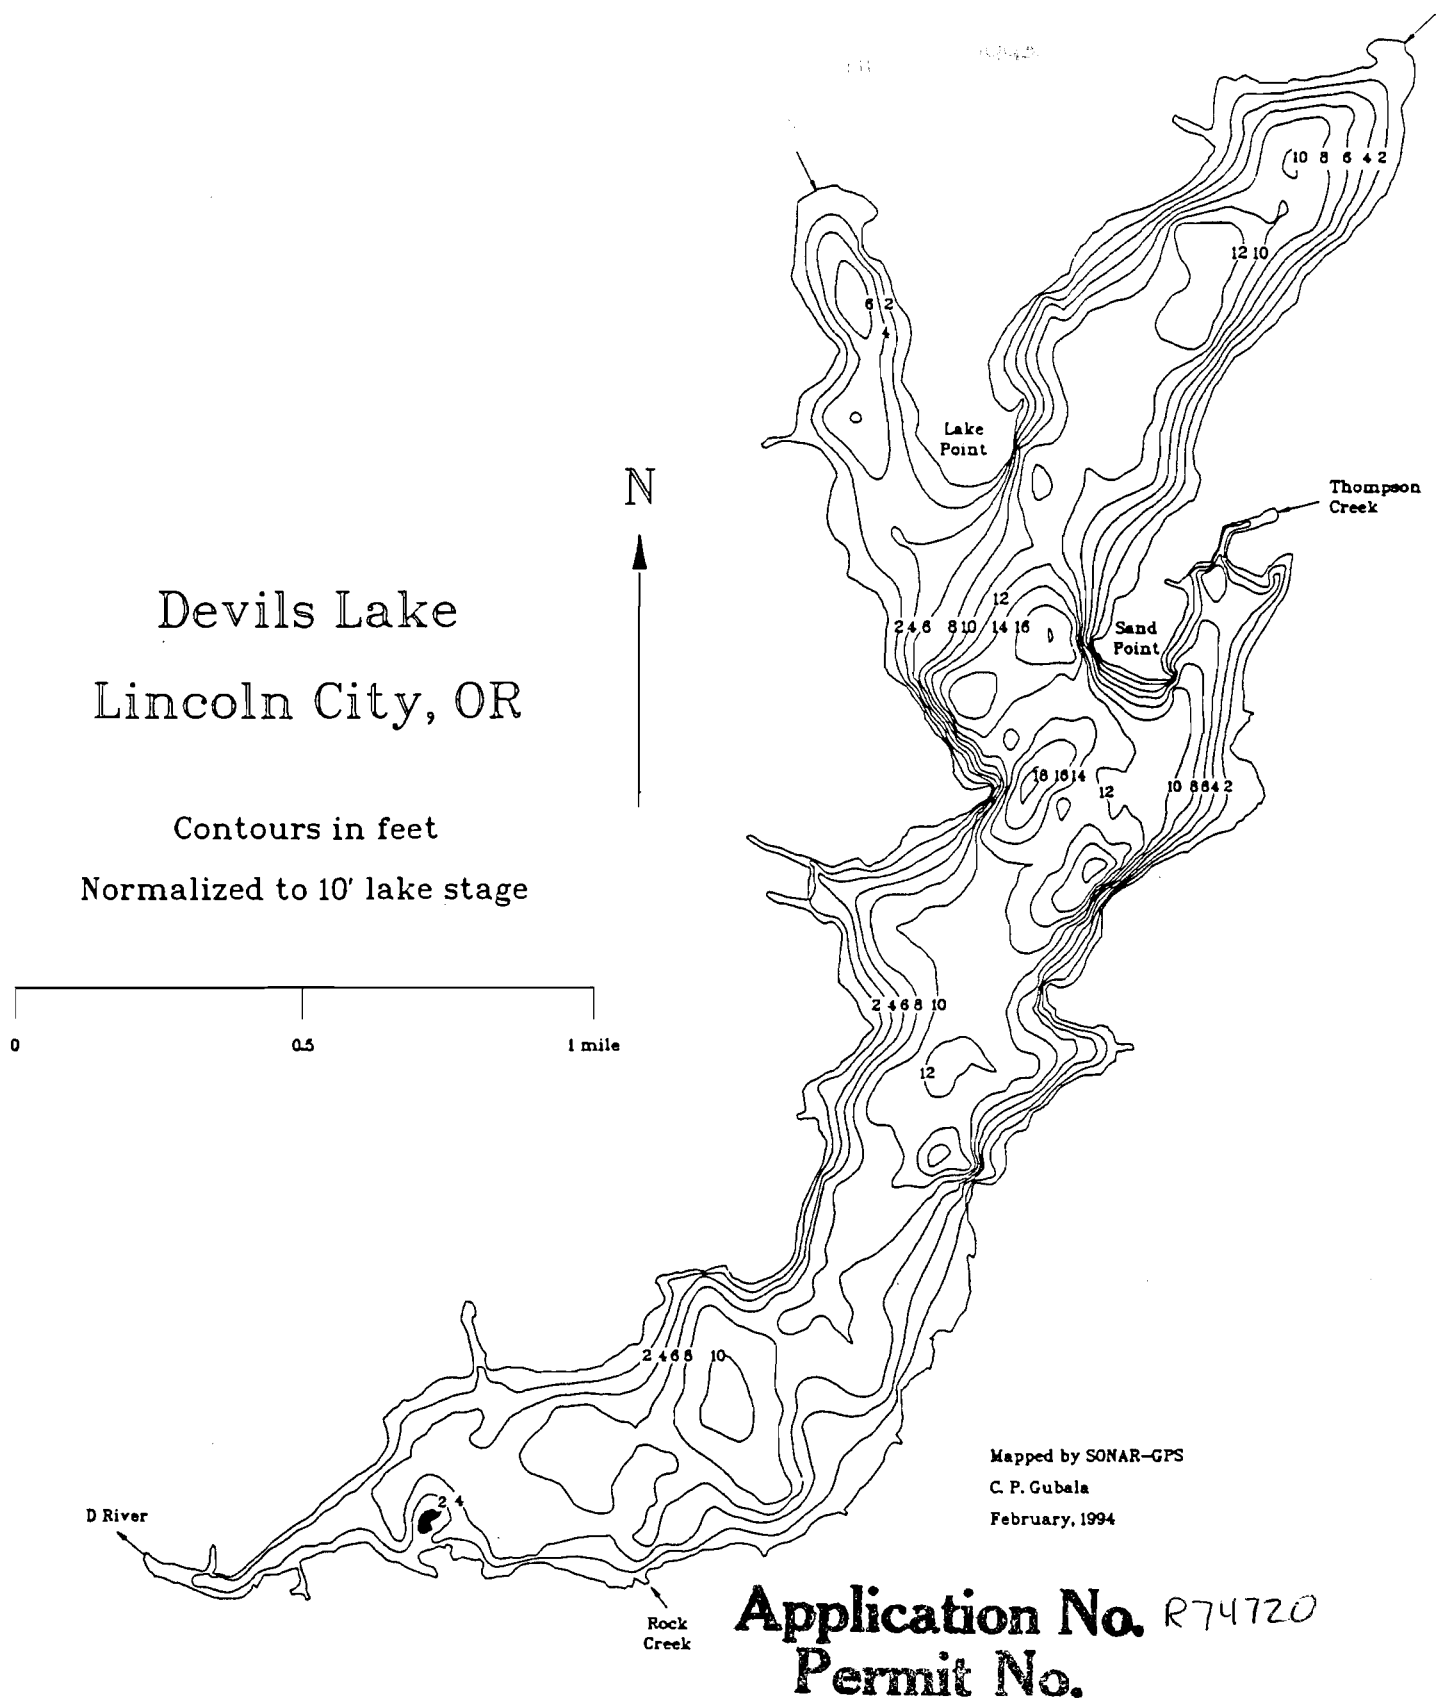 10 8 6 4 2
12 10
6 2
4
Lake
Point
N
Thompson
Creek
Devils Lake
Lincoln City, OR
12
2 4 6 8 10 14 16
Sand
Point
18 16 14
12
10 8 6 4 2
Contours in feet
Normalized to 10' lake stage
2 4 6 8 10
0 0.5 1 mile
12
2 4 6 8 10
Mapped by SONAR-GPS
C. P. Gubala
February, 1994
2 4
D River
Rock
Creek
Application No. R74720
Permit No.